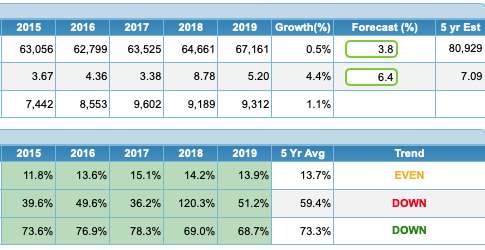 2015 2016 2017 2018 2019 Growth(%) Forecast (%) 5 yr Est
63,056 62,799 63,525 64,661 67,161 0.5% 3.8 80,929
3.67 4.36 3.38 8.78 5.20 4.4% 6.4 7.09
7,442 8,553 9,602 9,189 9,312 1.1%
2015 2016 2017 2018 2019 5 Yr Avg Trend
11.8% 13.6% 15.1% 14.2% 13.9% 13.7% EVEN
39.6% 49.6% 36.2% 120.3% 51.2% 59.4% DOWN
73.6% 76.9% 78.3% 69.0% 68.7% 73.3% DOWN